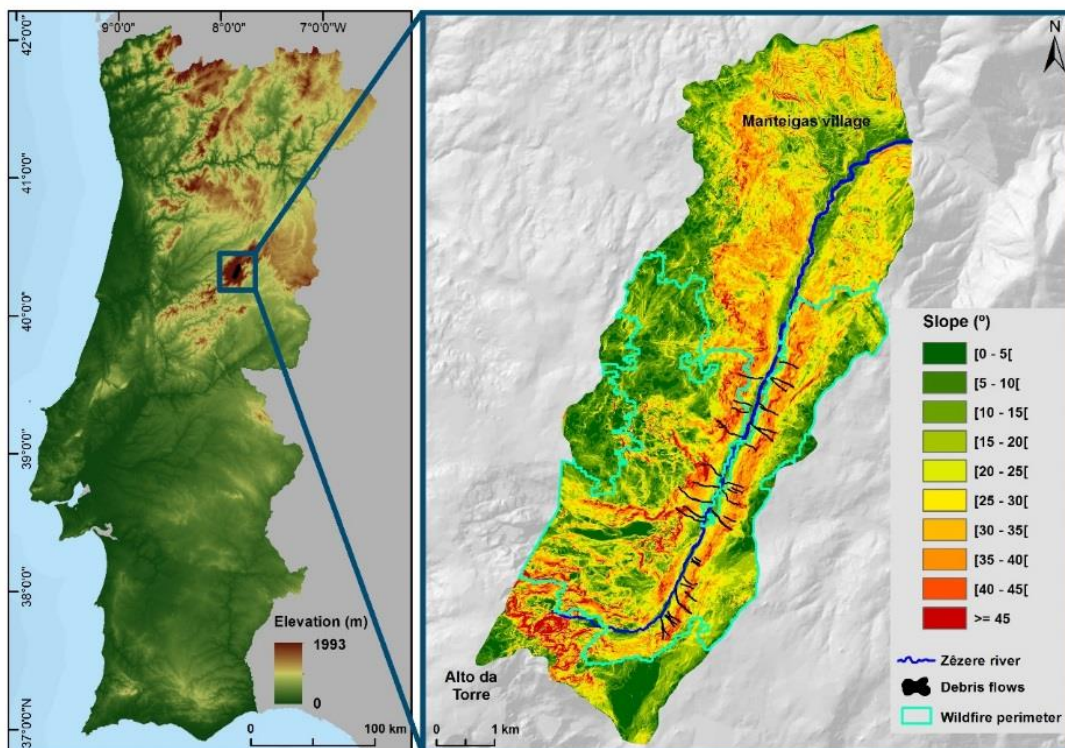 9°0'0"O
8°0'0"O
7°0'0"O
42°0'0"
41°0'0"
40°0'0"
39°0'0"
38°0'0"
37°0'0"N
Elevation (m)
1993
0
0
100 km
N
Manteigas village
Alto da
Torre
0
1 km
Slope (º)
[0 - 5[
[5 - 10[
[10 - 15[
[15 - 20[
[20 - 25[
[25 - 30[
[30 - 35[
[35 - 40[
[40 - 45[
>= 45
Zêzere river
Debris flows
Wildfire perimeter